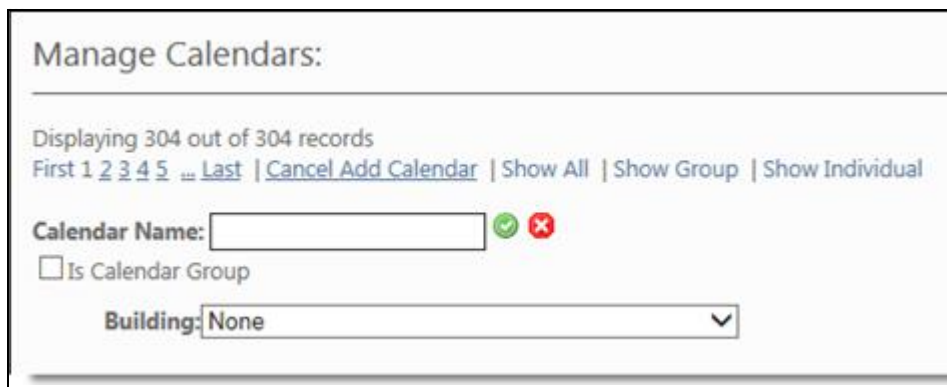 Manage Calendars:
Displaying 304 out of 304 records
First 1 2 3 4 5 ... Last | Cancel Add Calendar | Show All | Show Group | Show Individual
Calendar Name:
Is Calendar Group
Building: None